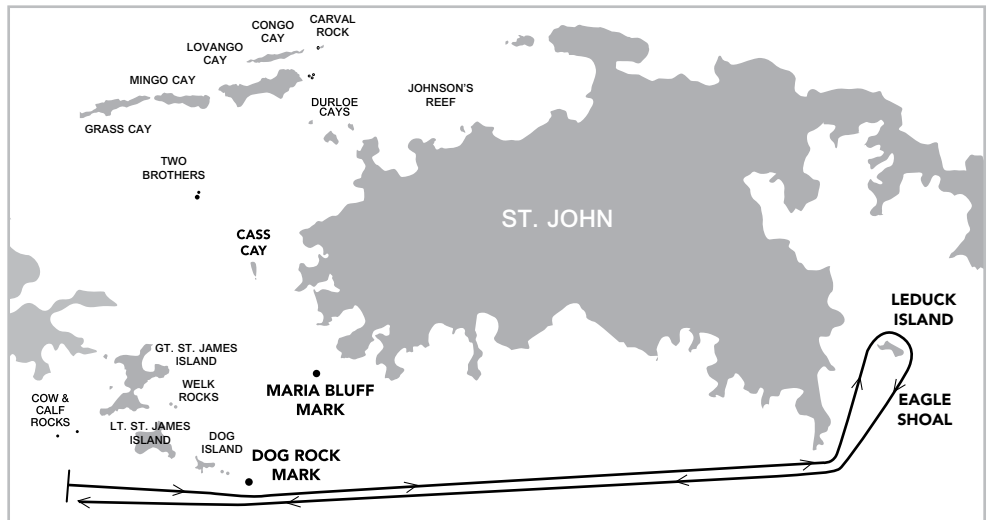 CONGO
CAY
CARVAL
ROCK
LOVANGO
CAY
MINGO CAY
GRASS CAY
DURLOE
CAYS
JOHNSON'S
REEF
TWO
BROTHERS
CASS
CAY
ST. JOHN
LEDUCK
ISLAND
EAGLE
SHOAL
GT. ST. JAMES
ISLAND
WELK
ROCKS
MARIA BLUFF
MARK
COW &
CALF
ROCKS
LT. ST. JAMES
ISLAND
DOG
ISLAND
DOG ROCK
MARK